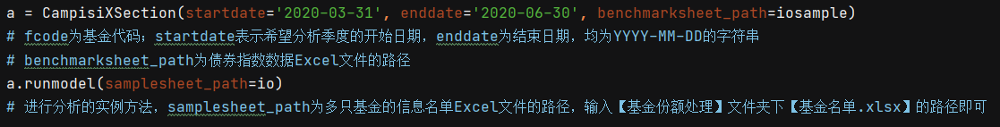 a = CampisiXSection(startdate='2020-03-31', enddate='2020-06-30', benchmarksheet_path=iosample)
# fcode为基金代码；startdate表示希望分析季度的开始日期，enddate为结束日期，均为YYYY-MM-DD的字符串
# benchmarksheet_path为债券指数数据Excel文件的路径
a.runmodel(samplesheet_path=io)
# 进行分析的实例方法，samplesheet_path为多只基金的信息名单Excel文件的路径，输入【基金份额处理】文件夹下【基金名单.xlsx】的路径即可